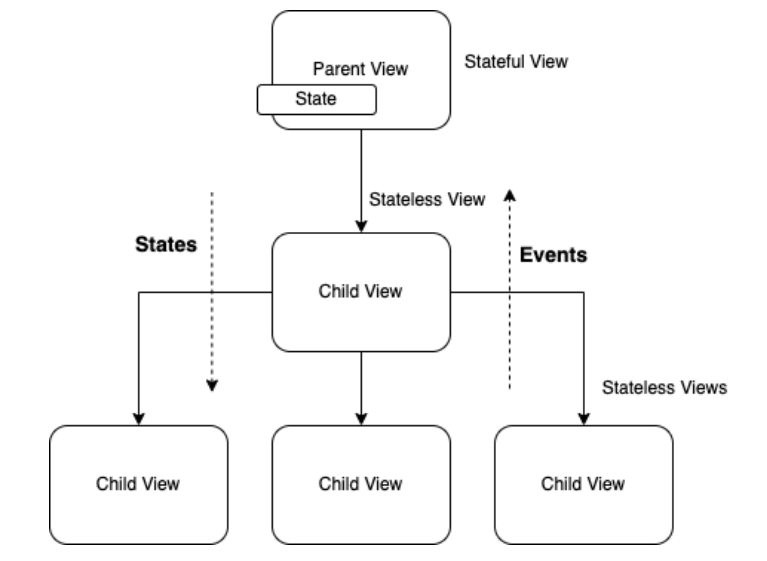 Parent View
Stateful View
State
Stateless View
States
Events
Child View
Stateless Views
Child View
Child View
Child View